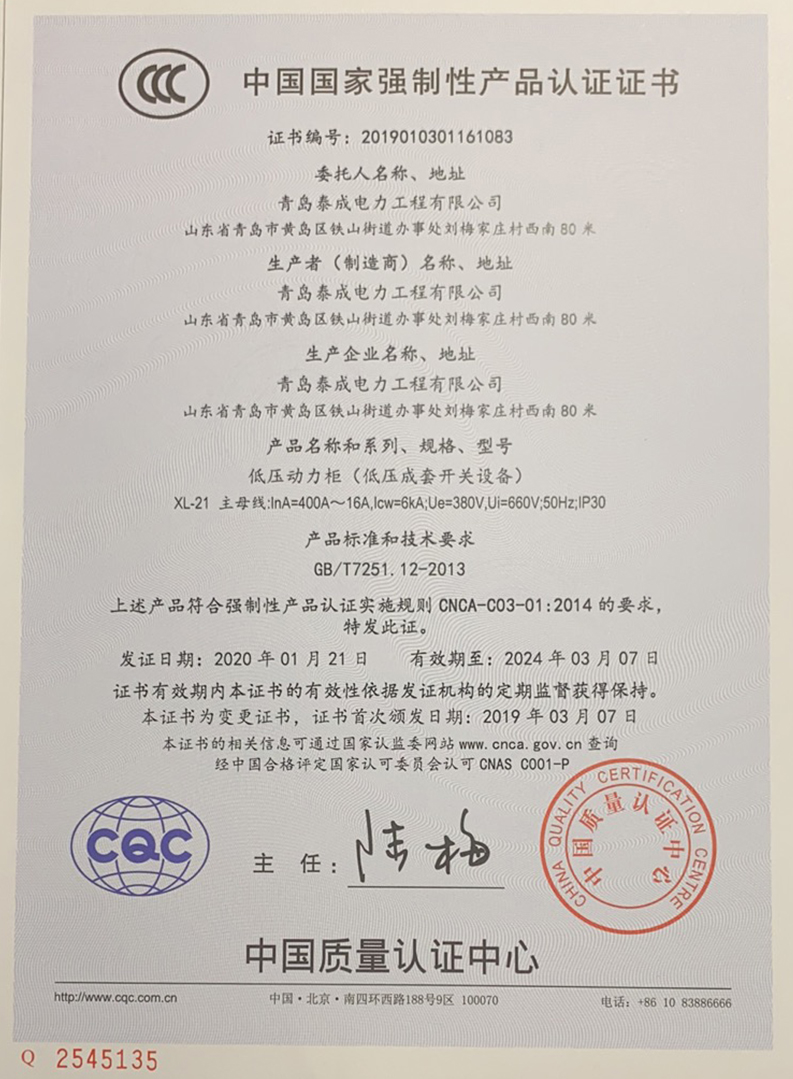 CCC
中国国家强制性产品认证证书
证书编号：2019010301161083
委托人名称、地址
青岛泰成电力工程有限公司
山东省青岛市黄岛区铁山街道办事处刘梅家庄村西南 80 米
生产者（制造商）名称、地址
青岛泰成电力工程有限公司
山东省青岛市黄岛区铁山街道办事处刘梅家庄村西南 80 米
生产企业名称、地址
青岛泰成电力工程有限公司
山东省青岛市黄岛区铁山街道办事处刘梅家庄村西南 80 米
产品名称和系列、规格、型号
低压动力柜（低压成套开关设备）
XL-21 主母线:InA=400A～16A,Icw=6kA;Ue=380V,Ui=660V;50Hz;IP30
产品标准和技术要求
GB/T7251.12-2013
上述产品符合强制性产品认证实施规则 CNCA-C03-01:2014 的要求，
特发此证。
发证日期：2020 年 01 月 21 日 有效期至：2024 年 03 月 07 日
证书有效期内本证书的有效性依据发证机构的定期监督获得保持。
本证书为变更证书，证书首次颁发日期：2019 年 03 月 07 日
本证书的相关信息可通过国家认监委网站 www.cnca.gov.cn 查询
经中国合格评定国家认可委员会认可 CNAS C001-P
CQC
主 任：陆梅
CHINA QUALITY CERTIFICATION CENTRE
中国质量认证中心
中国质量认证中心
http://www.cqc.com.cn 中国·北京·南四环西路188号9区 100070 电话：+86 10 83886666
Q 2545135